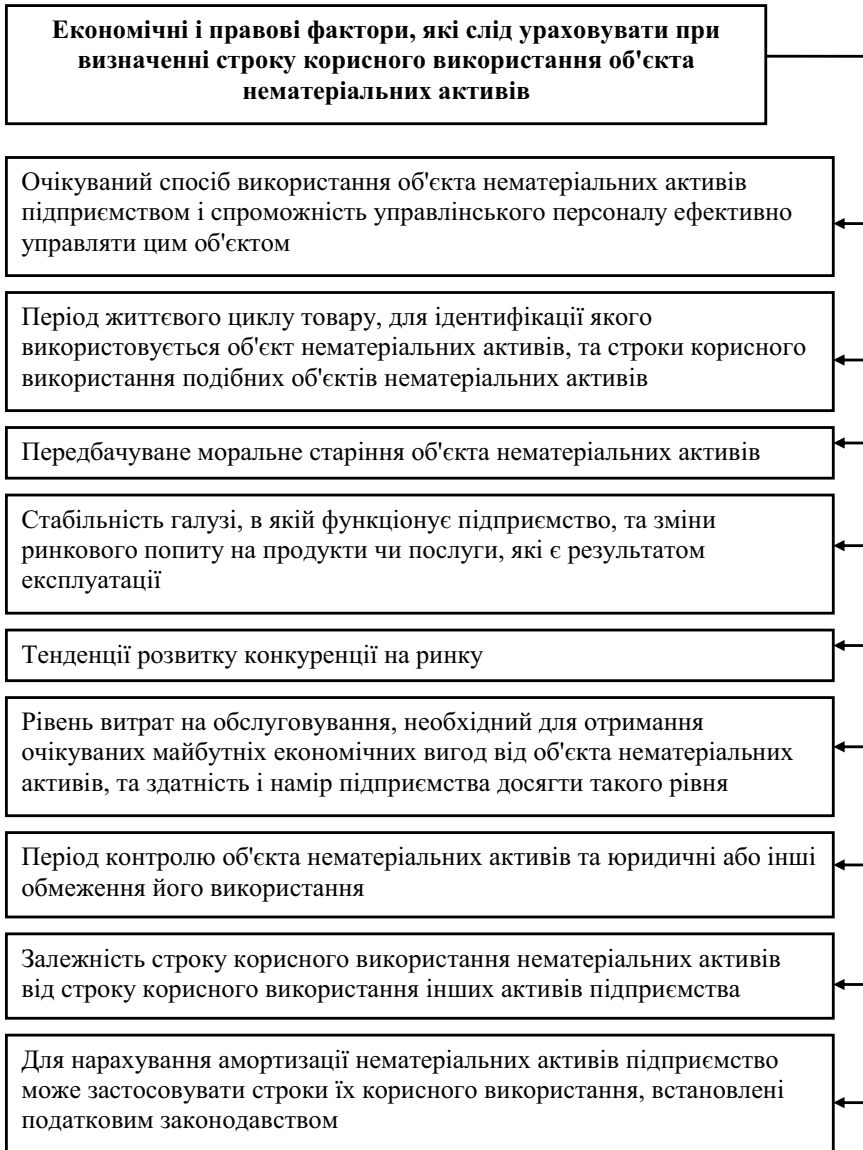 Економічні і правові фактори, які слід ураховувати при
визначенні строку корисного використання об'єкта
нематеріальних активів
Очікуваний спосіб використання об'єкта нематеріальних активів
підприємством і спроможність управлінського персоналу ефективно
управляти цим об'єктом
Період життєвого циклу товару, для ідентифікації якого
використовується об'єкт нематеріальних активів, та строки корисного
використання подібних об'єктів нематеріальних активів
Передбачуване моральне старіння об'єкта нематеріальних активів
Стабільність галузі, в якій функціонує підприємство, та зміни
ринкового попиту на продукти чи послуги, які є результатом
експлуатації
Тенденції розвитку конкуренції на ринку
Рівень витрат на обслуговування, необхідний для отримання
очікуваних майбутніх економічних вигод від об'єкта нематеріальних
активів, та здатність і намір підприємства досягти такого рівня
Період контролю об'єкта нематеріальних активів та юридичні або інші
обмеження його використання
Залежність строку корисного використання нематеріальних активів
від строку корисного використання інших активів підприємства
Для нарахування амортизації нематеріальних активів підприємство
може застосовувати строки їх корисного використання, встановлені
податковим законодавством